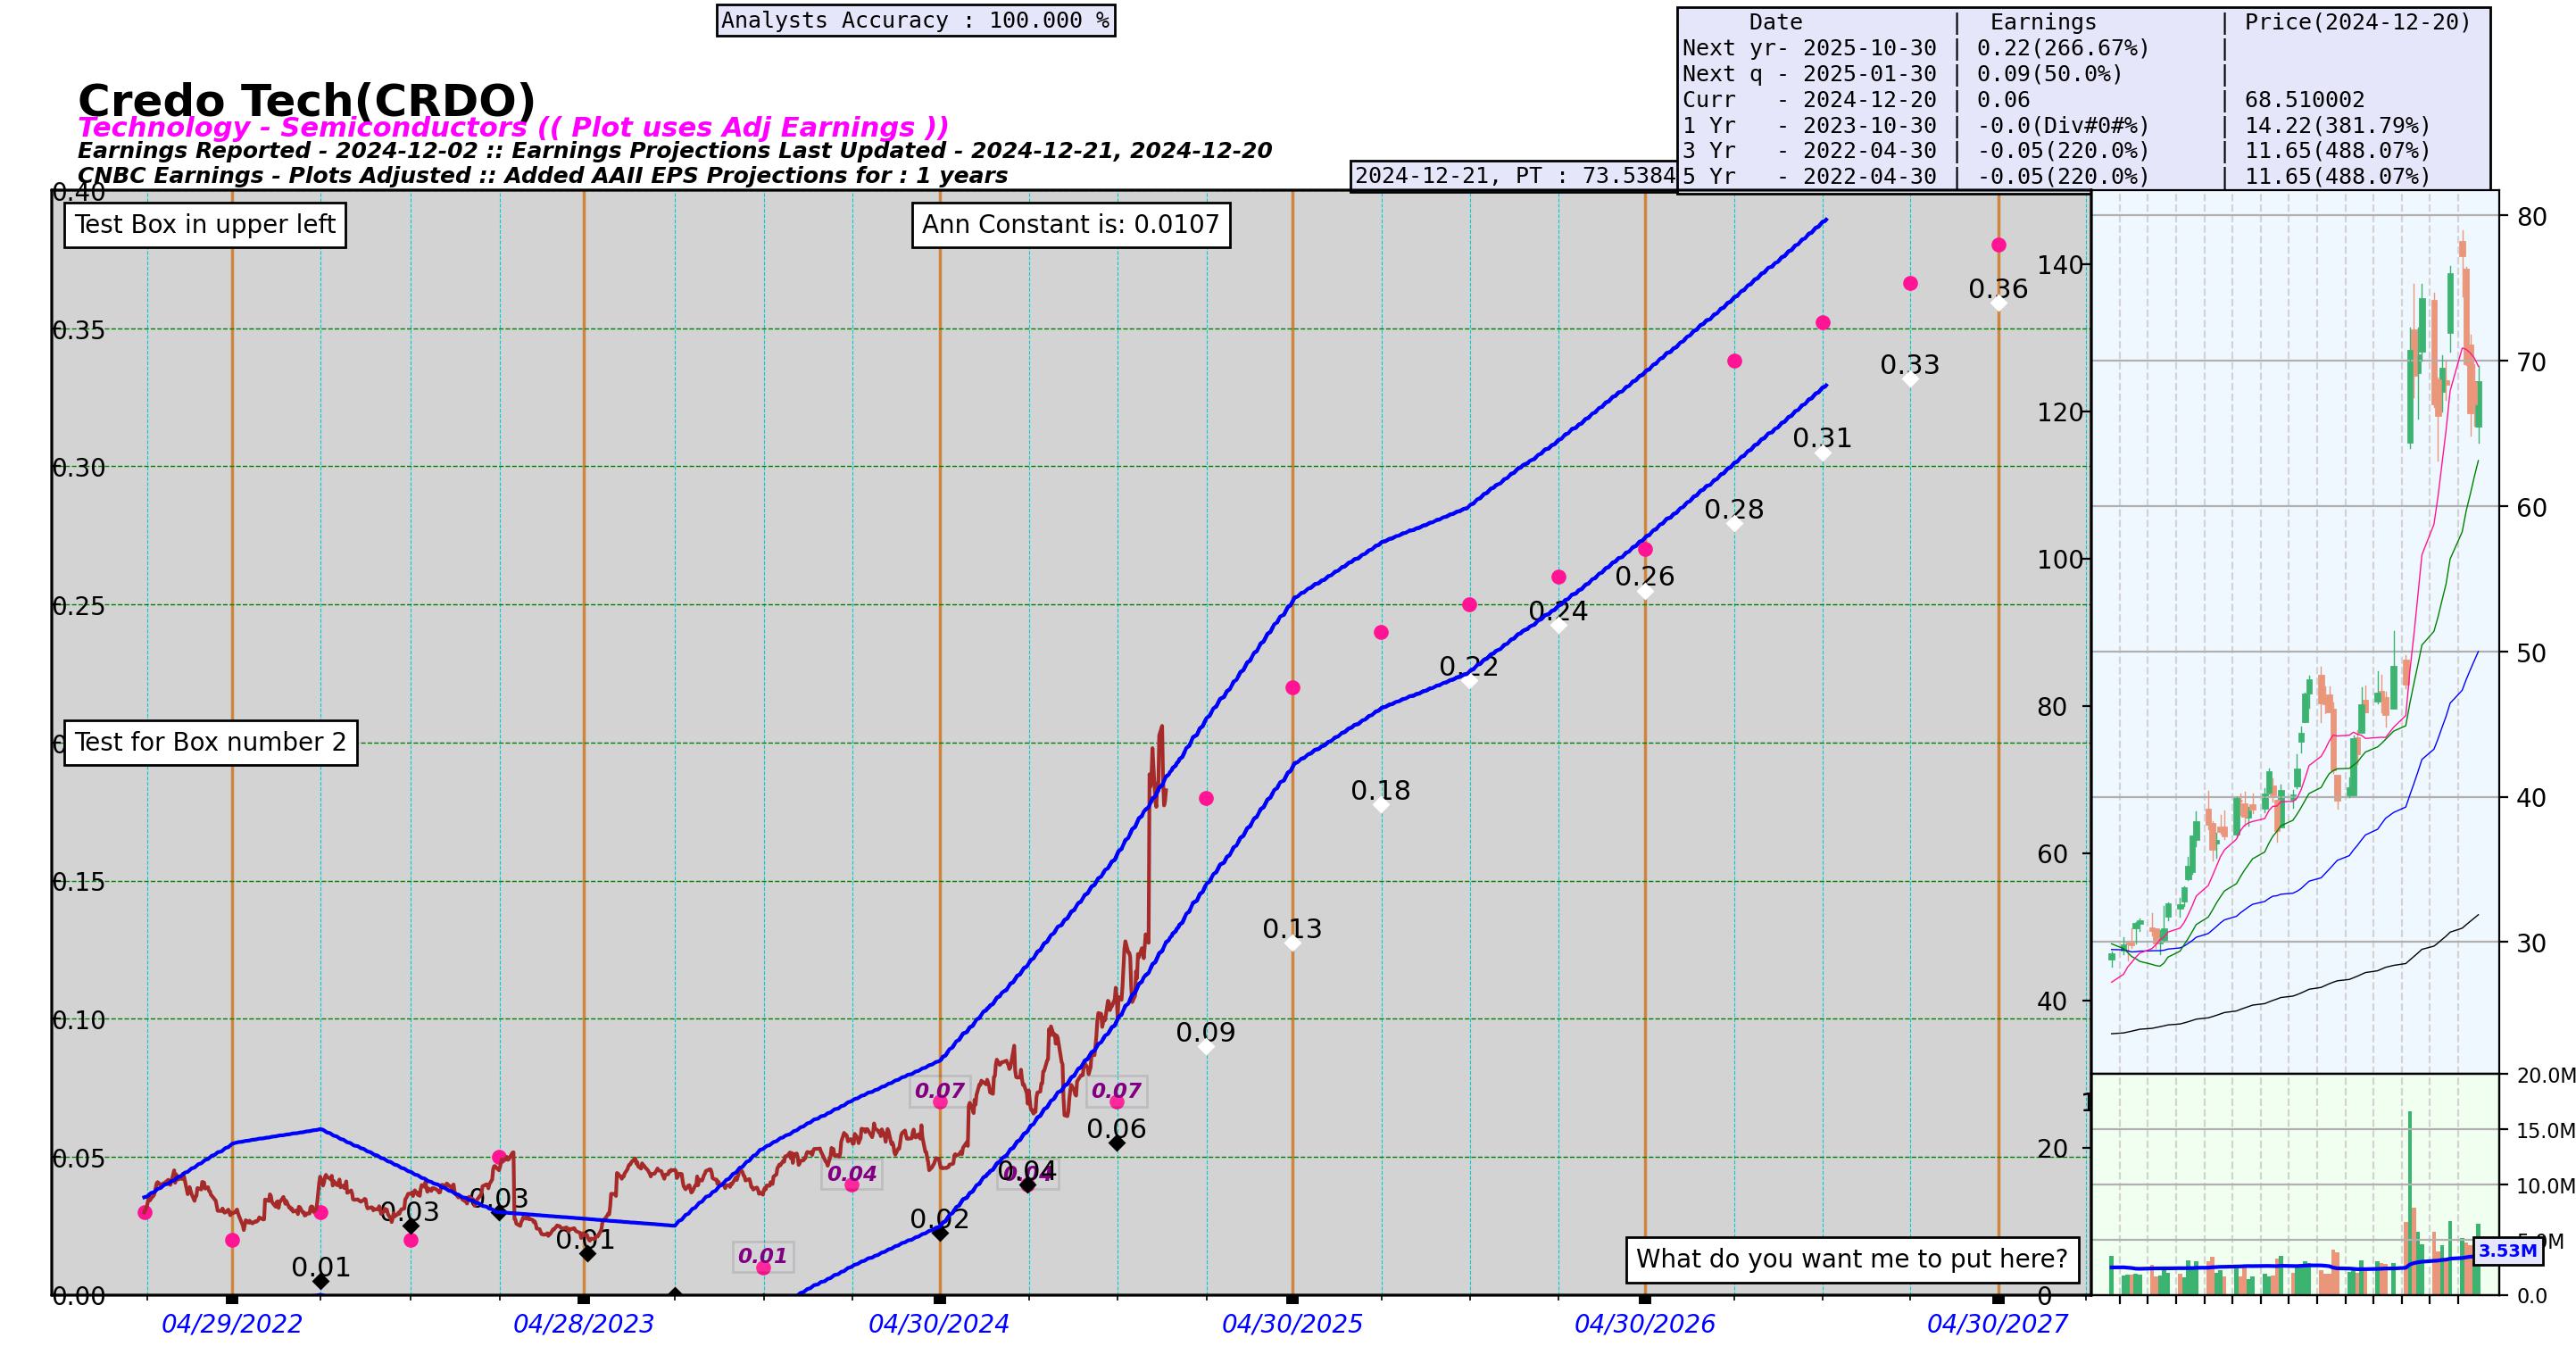 Analysts Accuracy : 100.000 %
Date | Earnings | Price(2024-12-20)
Next yr- 2025-10-30 | 0.22(266.67%) |
Next q - 2025-01-30 | 0.09(50.0%) |
Curr - 2024-12-20 | 0.06 | 68.510002
1 Yr - 2023-10-30 | -0.0(Div#0#%) | 14.22(381.79%)
3 Yr - 2022-04-30 | -0.05(220.0%) | 11.65(488.07%)
5 Yr - 2022-04-30 | -0.05(220.0%) | 11.65(488.07%)
Credo Tech(CRDO)
Technology - Semiconductors (( Plot uses Adj Earnings ))
Earnings Reported - 2024-12-02 :: Earnings Projections Last Updated - 2024-12-21, 2024-12-20
CNBC Earnings - Plots Adjusted :: Added AAII EPS Projections for : 1 years
2024-12-21, PT : 73.5384
0.40
Test Box in upper left
Ann Constant is: 0.0107
80
140
0.36
0.35
0.33
70
120
0.31
0.30
0.28
60
100
0.26
0.25
0.24
0.22
50
80
Test for Box number 2
0.18
40
0.15
60
0.13
30
0.10
40
0.09
20.0M
0.07
0.07
0.06
15.0M
0.05
20
0.04
0.04
0.04
10.0M
0.03
0.03
0.02
0.01
0.01
0.01
What do you want me to put here?
3.53M
0.00
0
0.0
04/29/2022
04/28/2023
04/30/2024
04/30/2025
04/30/2026
04/30/2027